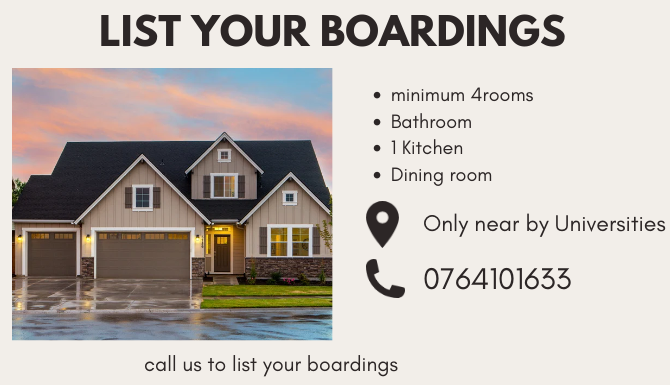 LIST YOUR BOARDINGS
minimum 4rooms
Bathroom
1 Kitchen
Dining room
Only near by Universities
0764101633
call us to list your boardings